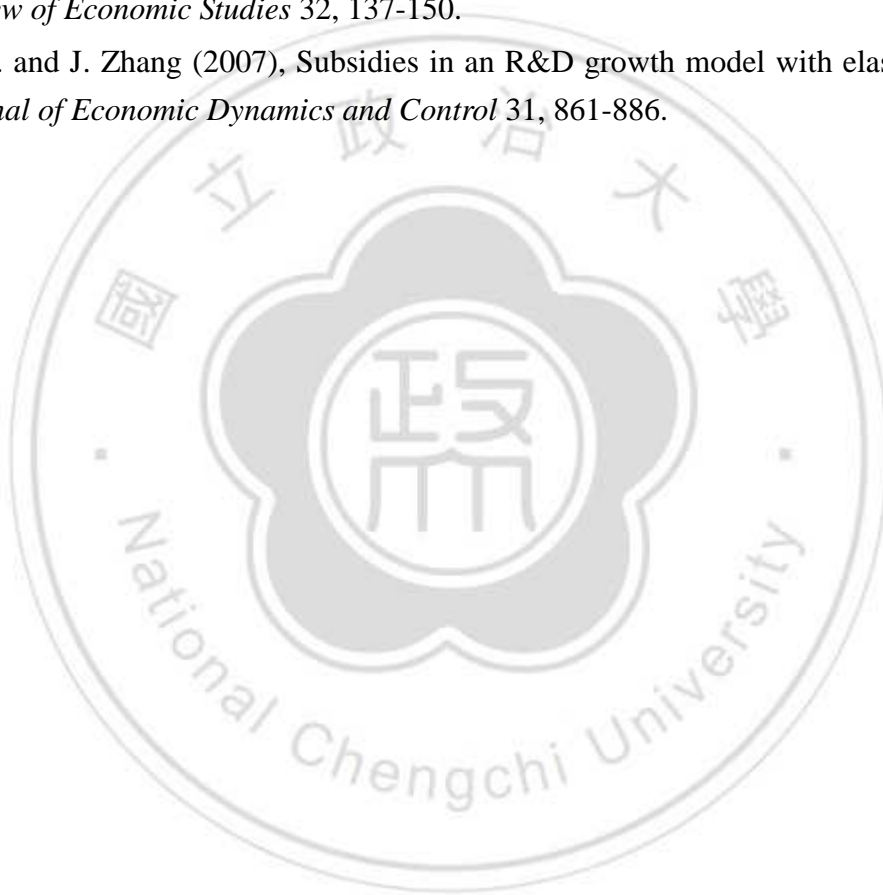 ew of Economic Studies 32, 137-150.
. and J. Zhang (2007), Subsidies in an R&D growth model with elas
nal of Economic Dynamics and Control 31, 861-886.
國立政治大學
政
National Chengchi University